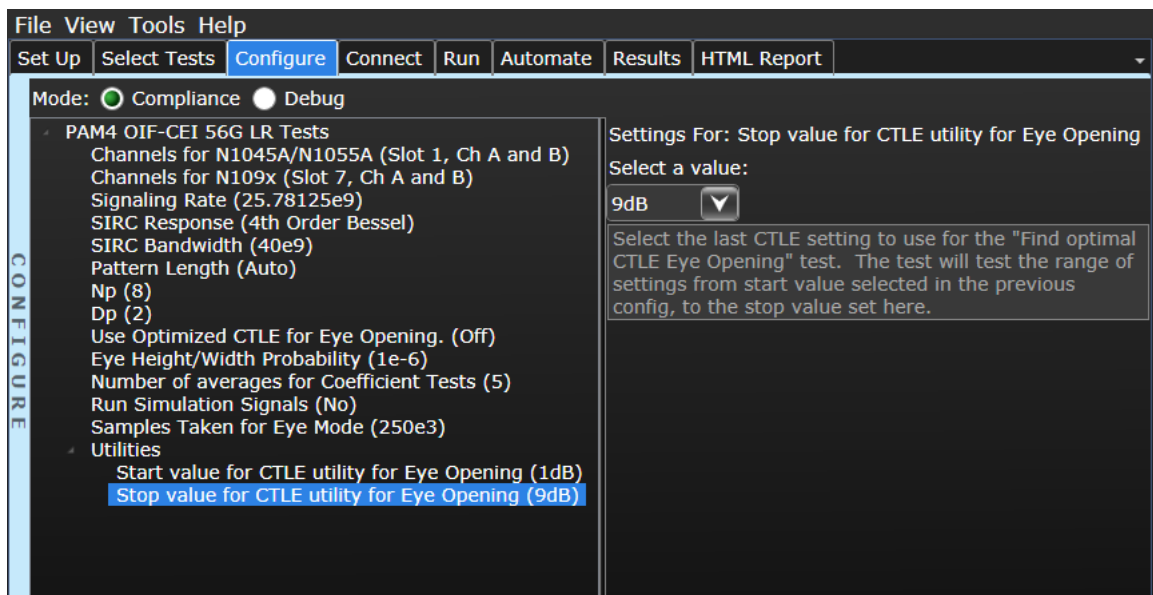 File View Tools Help
Set Up Select Tests Configure Connect Run Automate Results HTML Report
Mode: Compliance Debug
CONFIGURE
PAM4 OIF-CEI 56G LR Tests
Channels for N1045A/N1055A (Slot 1, Ch A and B)
Channels for N109x (Slot 7, Ch A and B)
Signaling Rate (25.78125e9)
SIRC Response (4th Order Bessel)
SIRC Bandwidth (40e9)
Pattern Length (Auto)
Np (8)
Dp (2)
Use Optimized CTLE for Eye Opening. (Off)
Eye Height/Width Probability (1e-6)
Number of averages for Coefficient Tests (5)
Run Simulation Signals (No)
Samples Taken for Eye Mode (250e3)
Utilities
Start value for CTLE utility for Eye Opening (1dB)
Stop value for CTLE utility for Eye Opening (9dB)
Settings For: Stop value for CTLE utility for Eye Opening
Select a value:
9dB
Select the last CTLE setting to use for the "Find optimal
CTLE Eye Opening" test.  The test will test the range of
settings from start value selected in the previous
config, to the stop value set here.